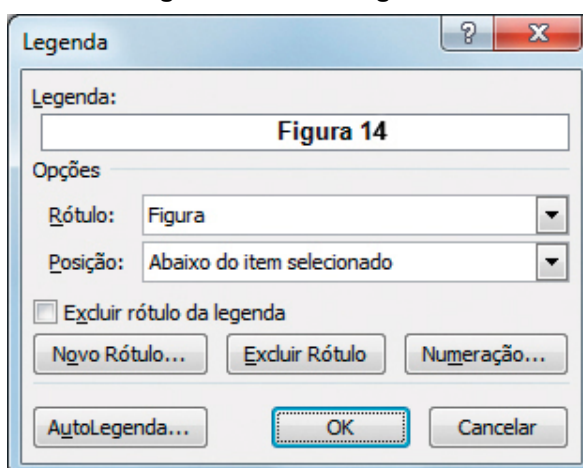 Legenda
Legenda:
Figura 14
Opções
Rótulo: Figura
Posição: Abaixo do item selecionado
Excluir rótulo da legenda
Novo Rótulo... Excluir Rótulo Numeração...
AutoLegenda... OK Cancelar